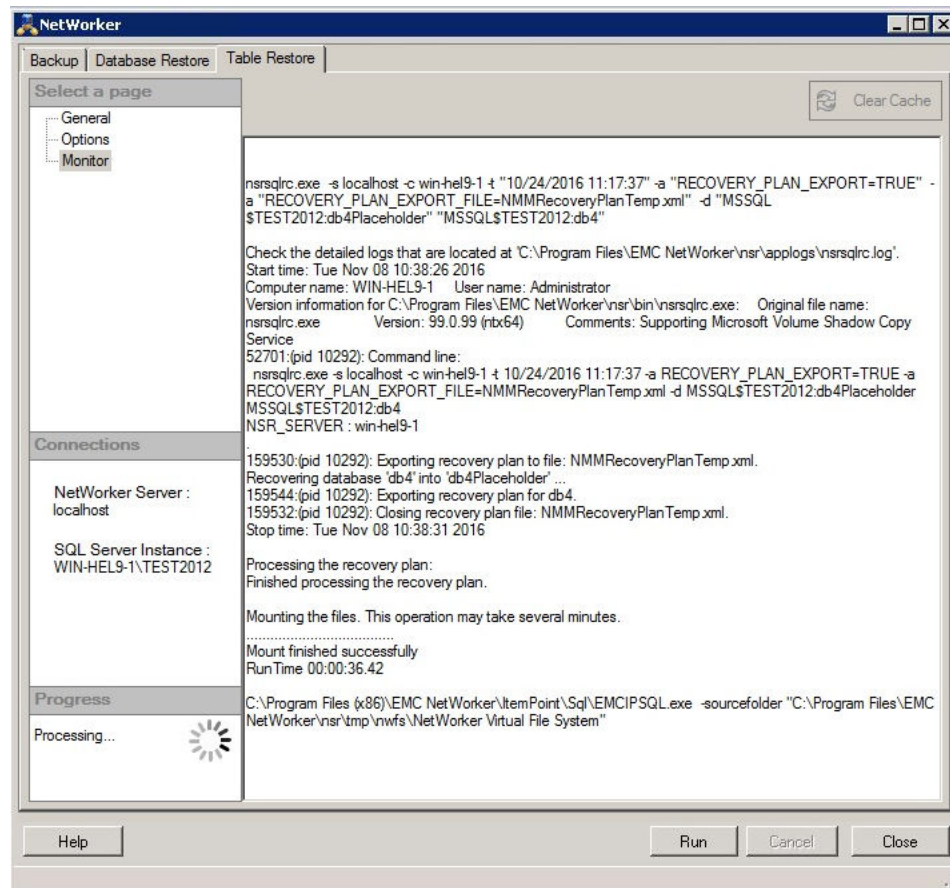 NetWorker
Backup
Database Restore
Table Restore
Select a page
General
Options
Monitor
Clear Cache
nsrsqlrc.exe -s localhost -c win-hel9-1 -t "10/24/2016 11:17:37" -a "RECOVERY_PLAN_EXPORT=TRUE" -
a "RECOVERY_PLAN_EXPORT_FILE=NMMRecoveryPlanTemp.xml" -d "MSSQL
$TEST2012:db4Placeholder" "MSSQL$TEST2012:db4"
Check the detailed logs that are located at 'C:\Program Files\EMC NetWorker\nsr\applogs\nsrsqlrc.log'.
Start time: Tue Nov 08 10:38:26 2016
Computer name: WIN-HEL9-1 User name: Administrator
Version information for C:\Program Files\EMC NetWorker\nsr\bin\nsrsqlrc.exe: Original file name:
nsrsqlrc.exe Version: 99.0.99 (ntx64) Comments: Supporting Microsoft Volume Shadow Copy
Service
52701:(pid 10292): Command line:
nsrsqlrc.exe -s localhost -c win-hel9-1 -t 10/24/2016 11:17:37 -a RECOVERY_PLAN_EXPORT=TRUE -a
RECOVERY_PLAN_EXPORT_FILE=NMMRecoveryPlanTemp.xml -d MSSQL$TEST2012:db4Placeholder
MSSQL$TEST2012:db4
NSR_SERVER : win-hel9-1
.
159530:(pid 10292): Exporting recovery plan to file: NMMRecoveryPlanTemp.xml.
Recovering database 'db4' into 'db4Placeholder' ...
159544:(pid 10292): Exporting recovery plan for db4.
159532:(pid 10292): Closing recovery plan file: NMMRecoveryPlanTemp.xml.
Stop time: Tue Nov 08 10:38:31 2016
Processing the recovery plan:
Finished processing the recovery plan.
Mounting the files. This operation may take several minutes.
....................................
Mount finished successfully
RunTime 00:00:36.42
C:\Program Files (x86)\EMC NetWorker\ItemPoint\Sql\EMCIPSQL.exe -sourcefolder "C:\Program Files\EMC
NetWorker\nsr\tmp\nwfs\NetWorker Virtual File System"
Connections
NetWorker Server :
localhost
SQL Server Instance :
WIN-HEL9-1\TEST2012
Progress
Processing...
Help
Run
Cancel
Close